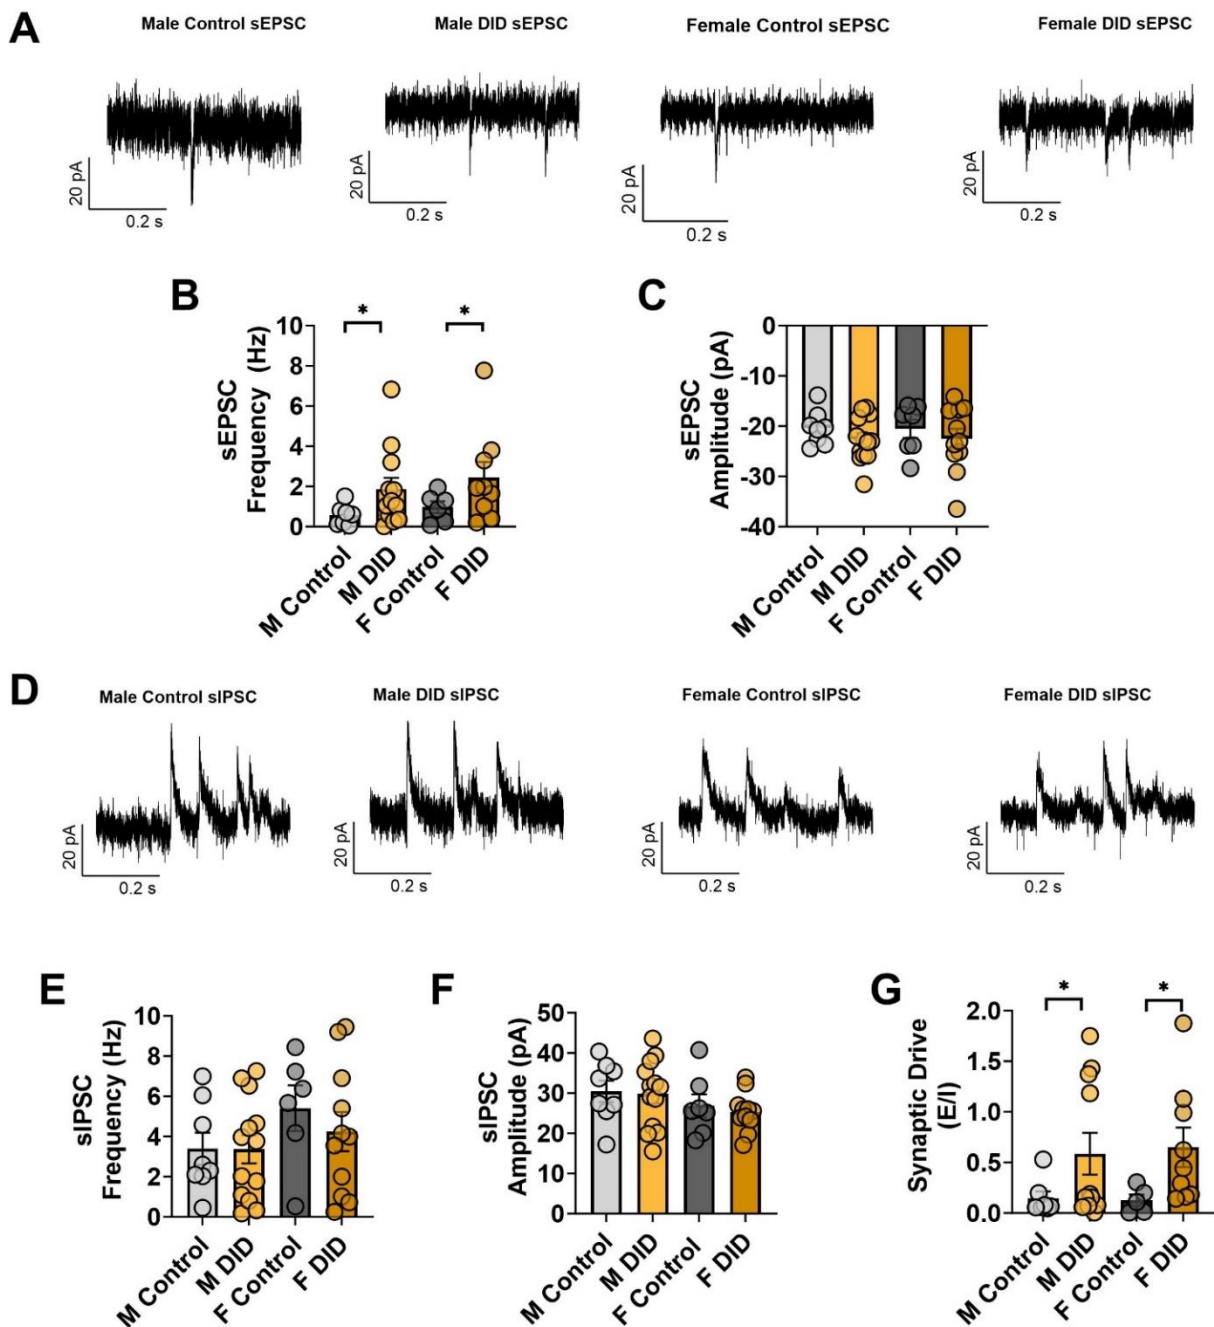 A
Male Control sEPSC
Male DID sEPSC
Female Control sEPSC
Female DID sEPSC
20 pA
0.2 s
20 pA
0.2 s
20 pA
0.2 s
20 pA
0.2 s
B
sEPSC
Frequency (Hz)
10
8
6
4
2
0
*
*
M Control
M DID
F Control
F DID
C
sEPSC
Amplitude (pA)
0
-10
-20
-30
-40
M Control
M DID
F Control
F DID
D
Male Control sIPSC
Male DID sIPSC
Female Control sIPSC
Female DID sIPSC
20 pA
0.2 s
20 pA
0.2 s
20 pA
0.2 s
20 pA
0.2 s
E
sIPSC
Frequency (Hz)
10
8
6
4
2
0
M Control
M DID
F Control
F DID
F
sIPSC
Amplitude (pA)
50
40
30
20
10
0
M Control
M DID
F Control
F DID
G
Synaptic Drive
(E/I)
2.0
1.5
1.0
0.5
0.0
*
*
M Control
M DID
F Control
F DID